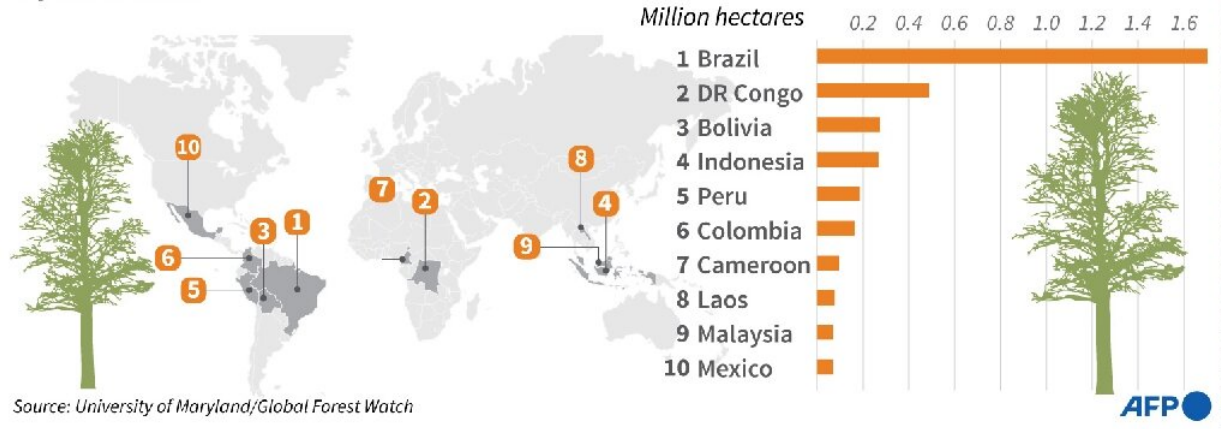 Million hectares
0.2 0.4 0.6 0.8 1.0 1.2 1.4 1.6
1 Brazil
2 DR Congo
3 Bolivia
4 Indonesia
5 Peru
6 Colombia
7 Cameroon
8 Laos
9 Malaysia
10 Mexico
10
8
7
2
4
3
1
9
6
5
Source: University of Maryland/Global Forest Watch
AFP